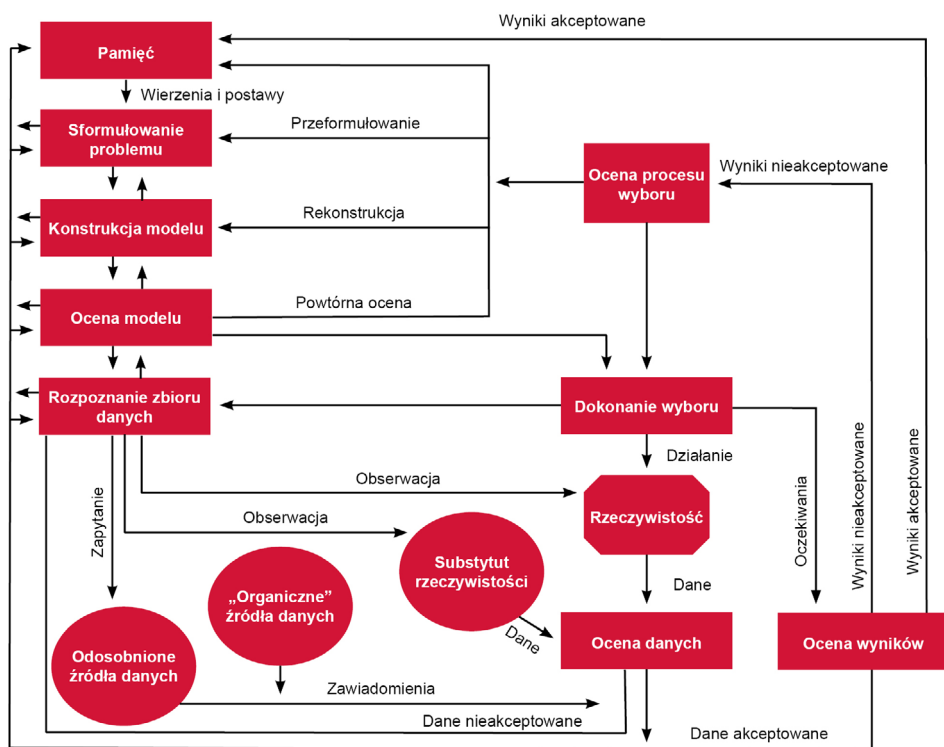 Wyniki akceptowane
Pamięć
Wierzenia i postawy
Sformułowanie
problemu
Przeformułowanie
Ocena procesu
wyboru
Wyniki nieakceptowane
Konstrukcja modelu
Rekonstrukcja
Ocena modelu
Powtórna ocena
Rozpoznanie zbioru
danych
Dokonanie wyboru
Działanie
Obserwacja
Rzeczywistość
Zapytanie
Obserwacja
Substytut
rzeczywistości
Oczekiwania
Wyniki nieakceptowane
Wyniki akceptowane
„Organiczne”
źródła danych
Dane
Dane
Ocena danych
Ocena wyników
Odosobnione
źródła danych
Zawiadomienia
Dane nieakceptowane
Dane akceptowane